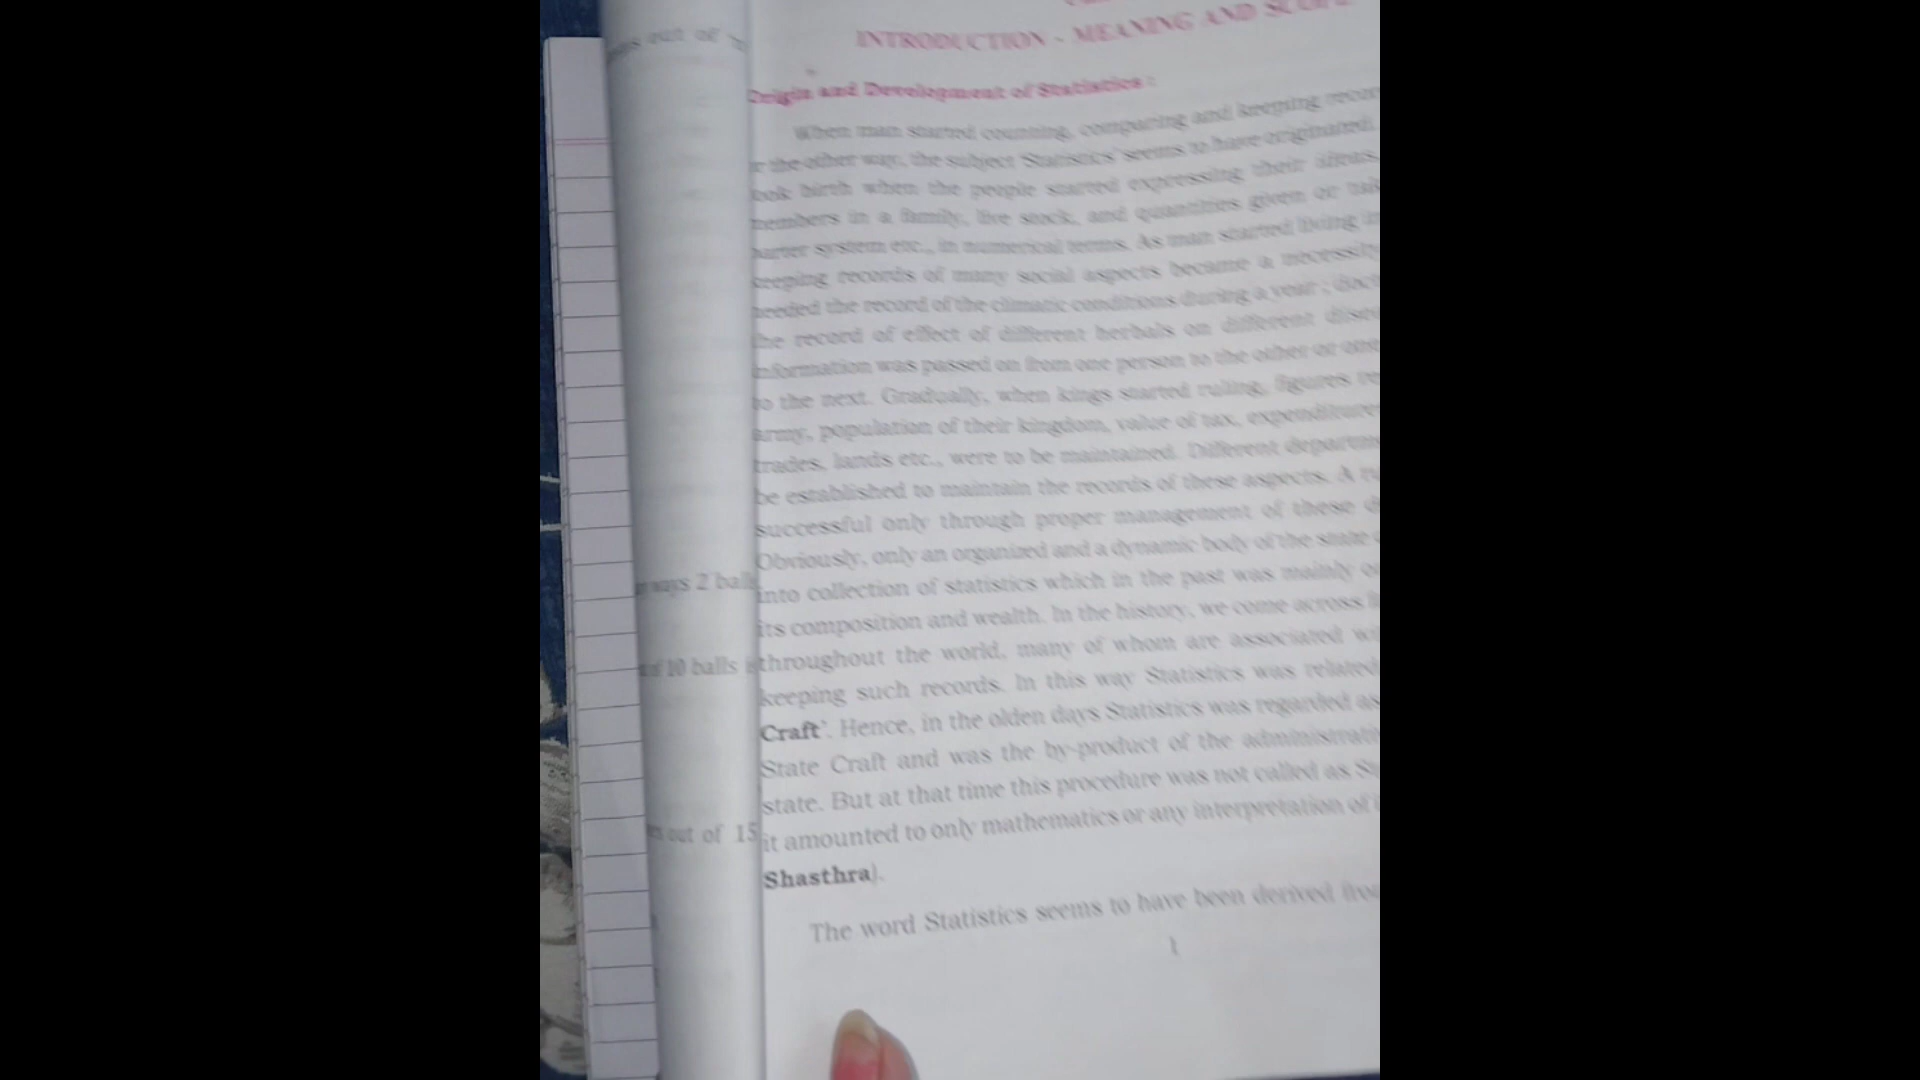 INTRODUCTION - MEANING AND SCOPE
Origin and Development of Statistics :
When man started counting, comparing and keeping
the other way, the subject 'Statistics' seems to have originated.
birth when the people started expressing their ideas,
members in a family, live stock, and quantities given or
barter system etc., in numerical terms. As man started living
keeping records of many social aspects became a necessity
needed the record of the climatic conditions during a year ;
the record of effect of different herbals on different
information was passed on from one person to the other or
to the next. Gradually, when kings started ruling, figures
army, population of their kingdom, value of tax, expenditure
trades, lands etc., were to be maintained. Different
be established to maintain the records of these aspects. A
successful only through proper management of these
Obviously, only an organized and a dynamic body of the state
into collection of statistics which in the past was mainly
its composition and wealth. In the history, we come across
throughout the world, many of whom are associated
keeping such records. In this way Statistics was related
Craft'. Hence, in the olden days Statistics was regarded as
State Craft and was the by-product of the
state. But at that time this procedure was not called as
it amounted to only mathematics or any interpretation of
Shasthra).
The word Statistics seems to have been derived
1
out of
ways 2 balls
of 10 balls
out of 15